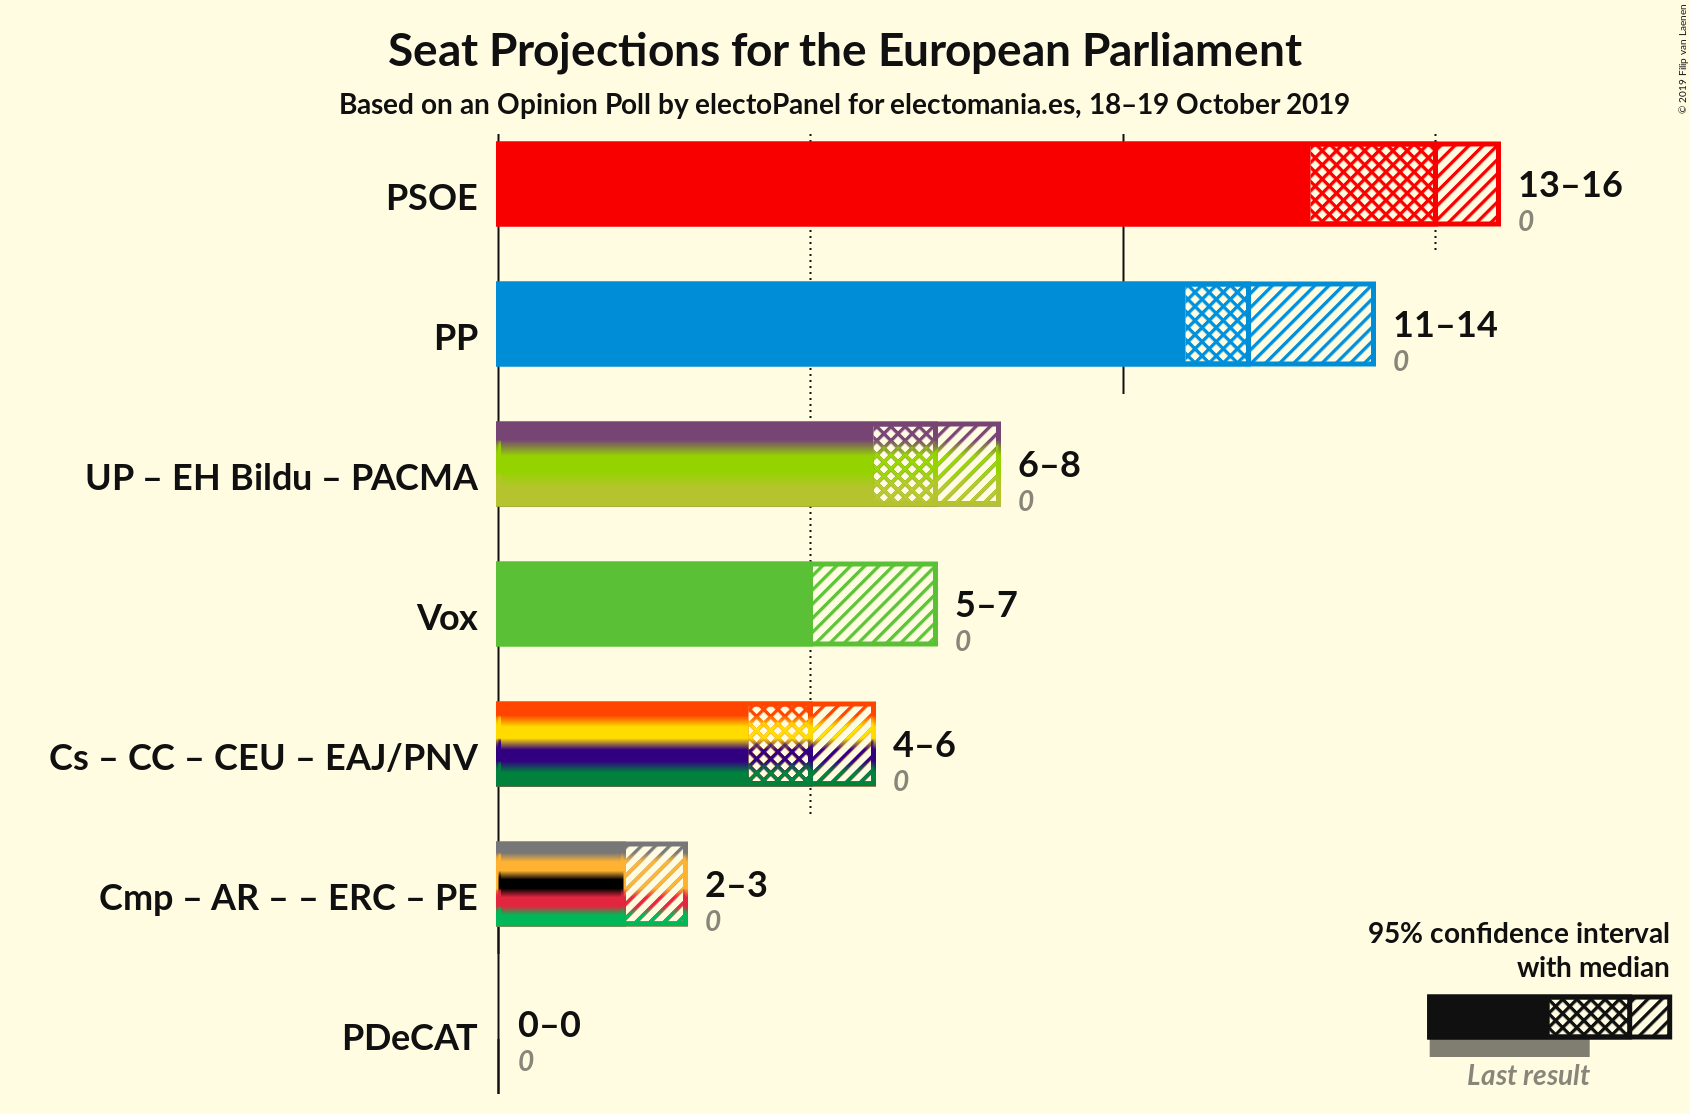 Seat Projections for the European Parliament
Based on an Opinion Poll by electoPanel for electomania.es, 18–19 October 2019
© 2019 Filip van Laenen
PSOE
13–16
0
PP
11–14
0
UP – EH Bildu – PACMA
6–8
0
Vox
5–7
0
Cs – CC – CEU – EAJ/PNV
4–6
0
Cmp – AR – – ERC – PE
2–3
0
PDeCAT
0–0
0
95% confidence interval
with median
Last result